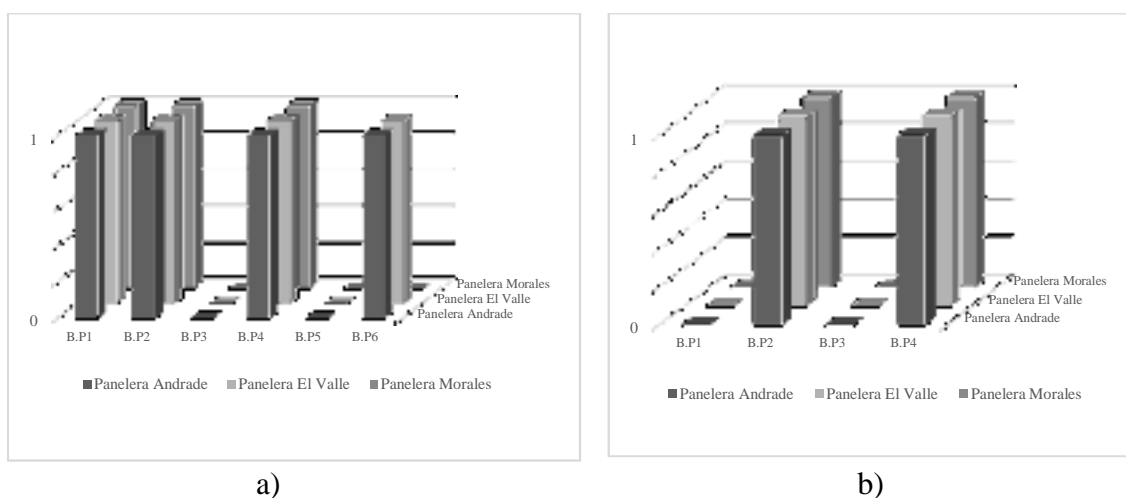 1
0
Panelera Morales
Panelera El Valle
Panelera Andrade
B.P1 B.P2 B.P3 B.P4 B.P5 B.P6
Panelera Andrade Panelera El Valle Panelera Morales
a)
1
0
Panelera Morales
Panelera El Valle
Panelera Andrade
B.P1 B.P2 B.P3 B.P4
Panelera Andrade Panelera El Valle Panelera Morales
b)